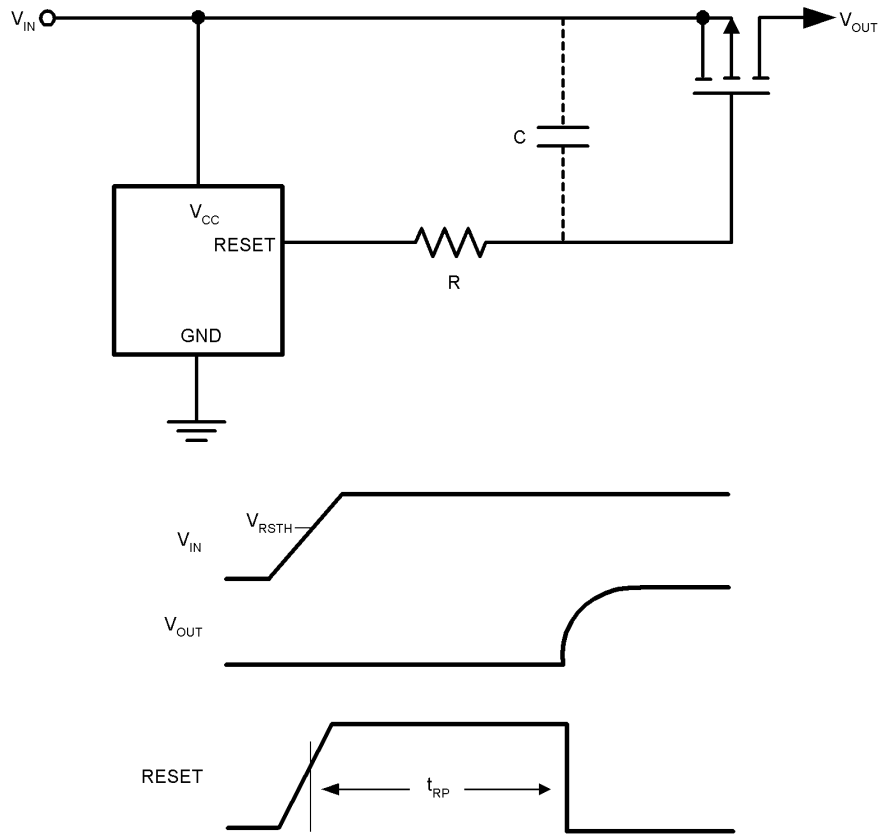 VIN
VOUT
C
VCC
RESET
R
GND
VRSTH
VIN
VOUT
RESET
tRP